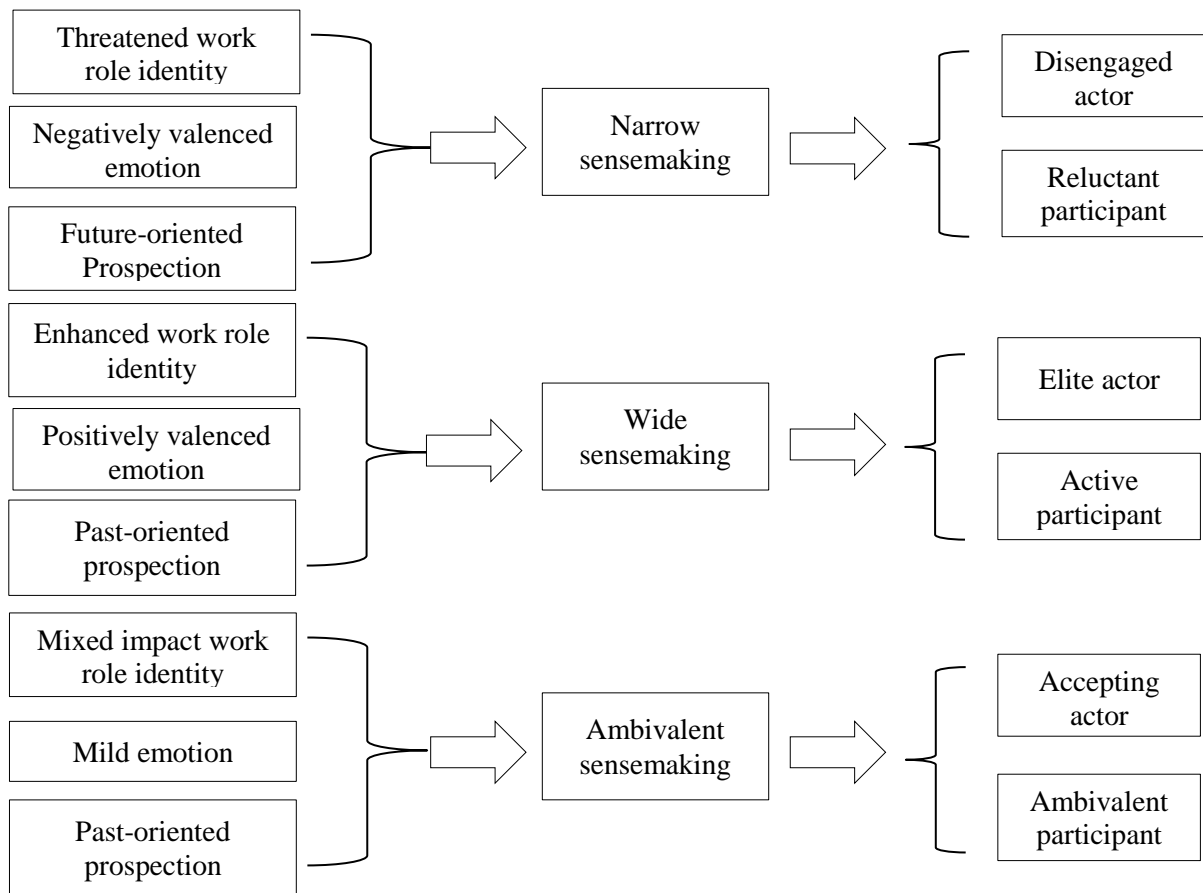 Threatened work
role identity
Negatively valenced
emotion
Future-oriented
Prospection
Narrow
sensemaking
Disengaged
actor
Reluctant
participant
Enhanced work role
identity
Positively valenced
emotion
Past-oriented
prospection
Wide
sensemaking
Elite actor
Active
participant
Mixed impact work
role identity
Mild emotion
Past-oriented
prospection
Ambivalent
sensemaking
Accepting
actor
Ambivalent
participant